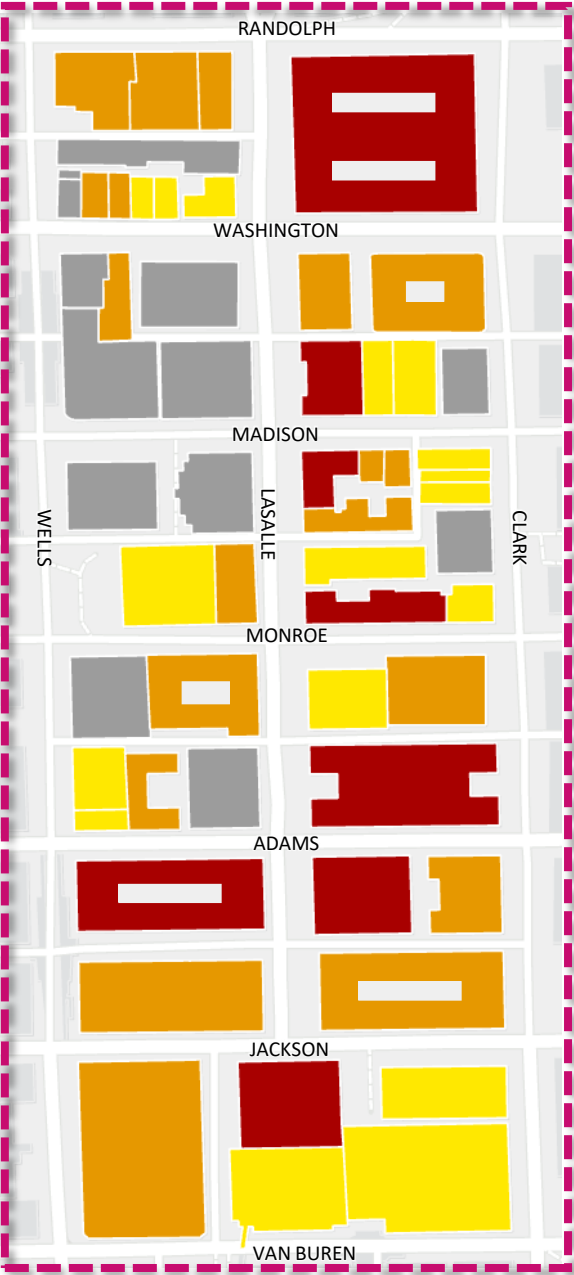 RANDOLPH
WASHINGTON
MADISON
WELLS
LASALLE
CLARK
MONROE
ADAMS
JACKSON
VAN BUREN